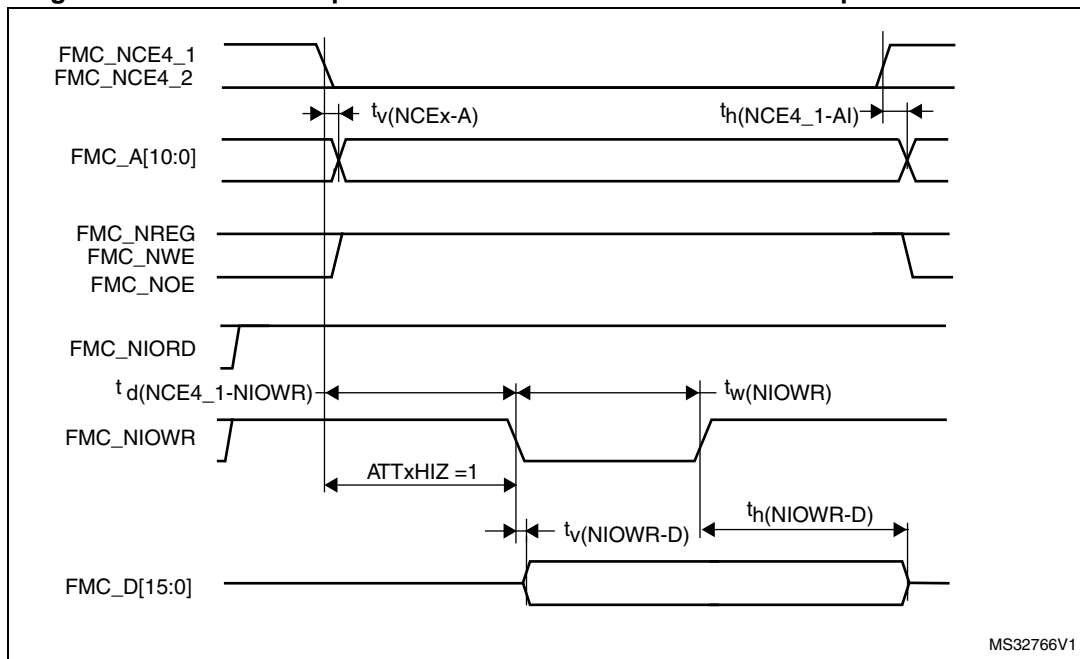 FMC_NCE4_1
FMC_NCE4_2
tv(NCEx-A)
th(NCE4_1-AI)
FMC_A[10:0]
FMC_NREG
FMC_NWE
FMC_NOE
FMC_NIORD
td(NCE4_1-NIOWR)
tw(NIOWR)
FMC_NIOWR
ATTxHIZ =1
th(NIOWR-D)
tv(NIOWR-D)
FMC_D[15:0]
MS32766V1